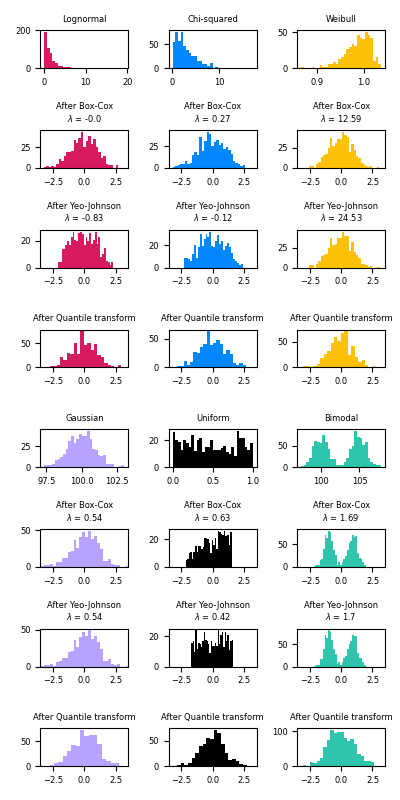 Lognormal Chi-squared Weibull
200 50 50
0 0 0
0 10 20 0 10 0.9 1.0
After Box-Cox After Box-Cox After Box-Cox
λ = -0.0 λ = 0.27 λ = 12.59
25 25 25
0 0 0
−2.5 0.0 2.5 −2.5 0.0 2.5 −2.5 0.0 2.5
After Yeo-Johnson After Yeo-Johnson After Yeo-Johnson
λ = -0.83 λ = -0.12 λ = 24.53
20 20 25
0 0 0
−2.5 0.0 2.5 −2.5 0.0 2.5 −2.5 0.0 2.5
After Quantile transform After Quantile transform After Quantile transform
50 50 50
0 0 0
−2.5 0.0 2.5 −2.5 0.0 2.5 −2.5 0.0 2.5
Gaussian Uniform Bimodal
25 20 50
0 0 0
97.5 100.0 102.5 0.0 0.5 1.0 100 105
After Box-Cox After Box-Cox After Box-Cox
λ = 0.54 λ = 0.63 λ = 1.69
50 20 50
0 0 0
−2.5 0.0 2.5 −2.5 0.0 2.5 −2.5 0.0 2.5
After Yeo-Johnson After Yeo-Johnson After Yeo-Johnson
λ = 0.54 λ = 0.42 λ = 1.7
50 20 50
0 0 0
−2.5 0.0 2.5 −2.5 0.0 2.5 −2.5 0.0 2.5
After Quantile transform After Quantile transform After Quantile transform
50 50 100
0 0 0
−2.5 0.0 2.5 −2.5 0.0 2.5 −2.5 0.0 2.5